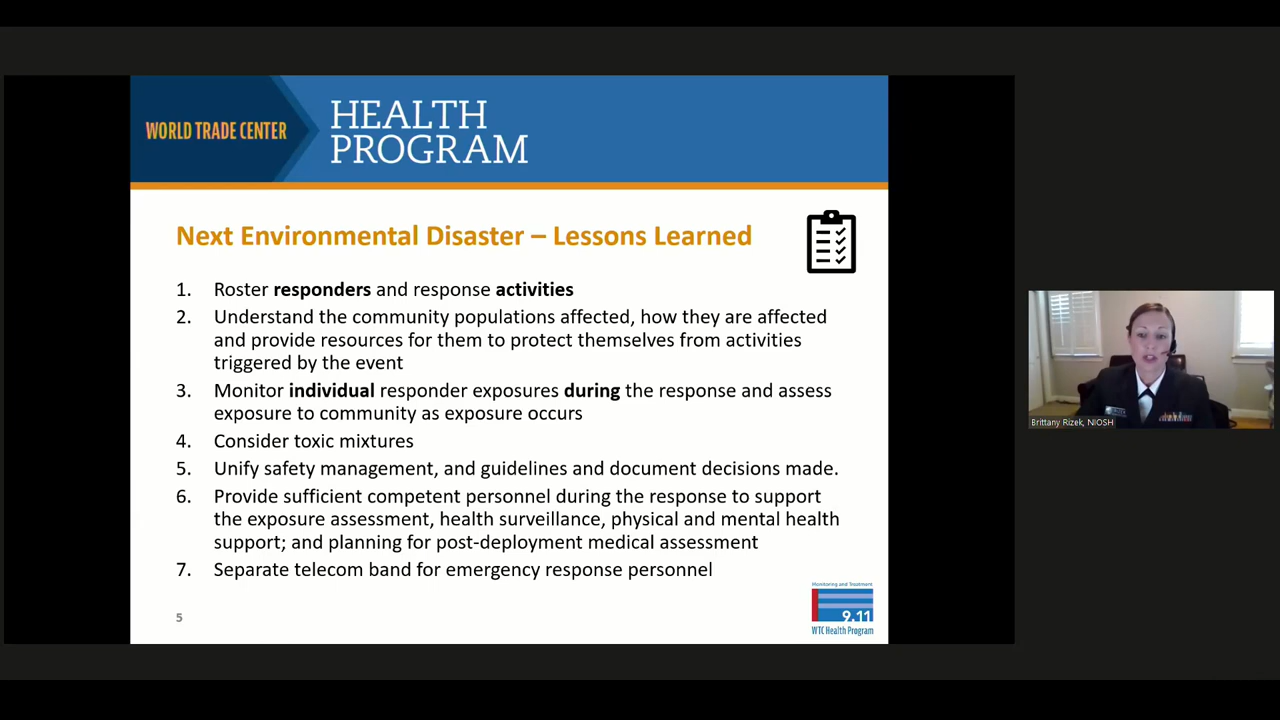 WORLD TRADE CENTER
HEALTH
PROGRAM
Next Environmental Disaster – Lessons Learned
1. Roster responders and response activities
2. Understand the community populations affected, how they are affected
and provide resources for them to protect themselves from activities
triggered by the event
3. Monitor individual responder exposures during the response and assess
exposure to community as exposure occurs
4. Consider toxic mixtures
5. Unify safety management, and guidelines and document decisions made.
6. Provide sufficient competent personnel during the response to support
the exposure assessment, health surveillance, physical and mental health
support; and planning for post-deployment medical assessment
7. Separate telecom band for emergency response personnel
5
Monitoring and Treatment
9.11
WTC Health Program
Brittany Rizek, NIOSH